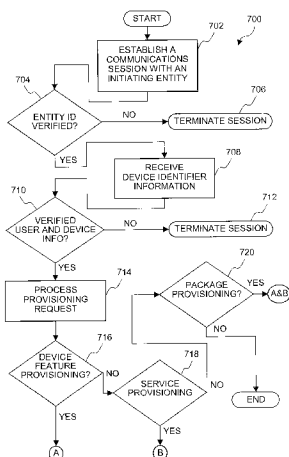 START
700
702
ESTABLISH A
COMMUNICATIONS
SESSION WITH AN
INITIATING ENTITY
704
ENTITY ID
VERIFIED?
NO
706
TERMINATE SESSION
YES
708
RECEIVE
DEVICE IDENTIFIER
INFORMATION
710
VERIFIED
USER AND DEVICE
INFO?
NO
712
TERMINATE SESSION
YES
714
PROCESS
PROVISIONING
REQUEST
720
PACKAGE
PROVISIONING?
YES
A&B
NO
END
716
DEVICE
FEATURE
PROVISIONING?
NO
718
SERVICE
PROVISIONING
NO
YES
YES
A
B